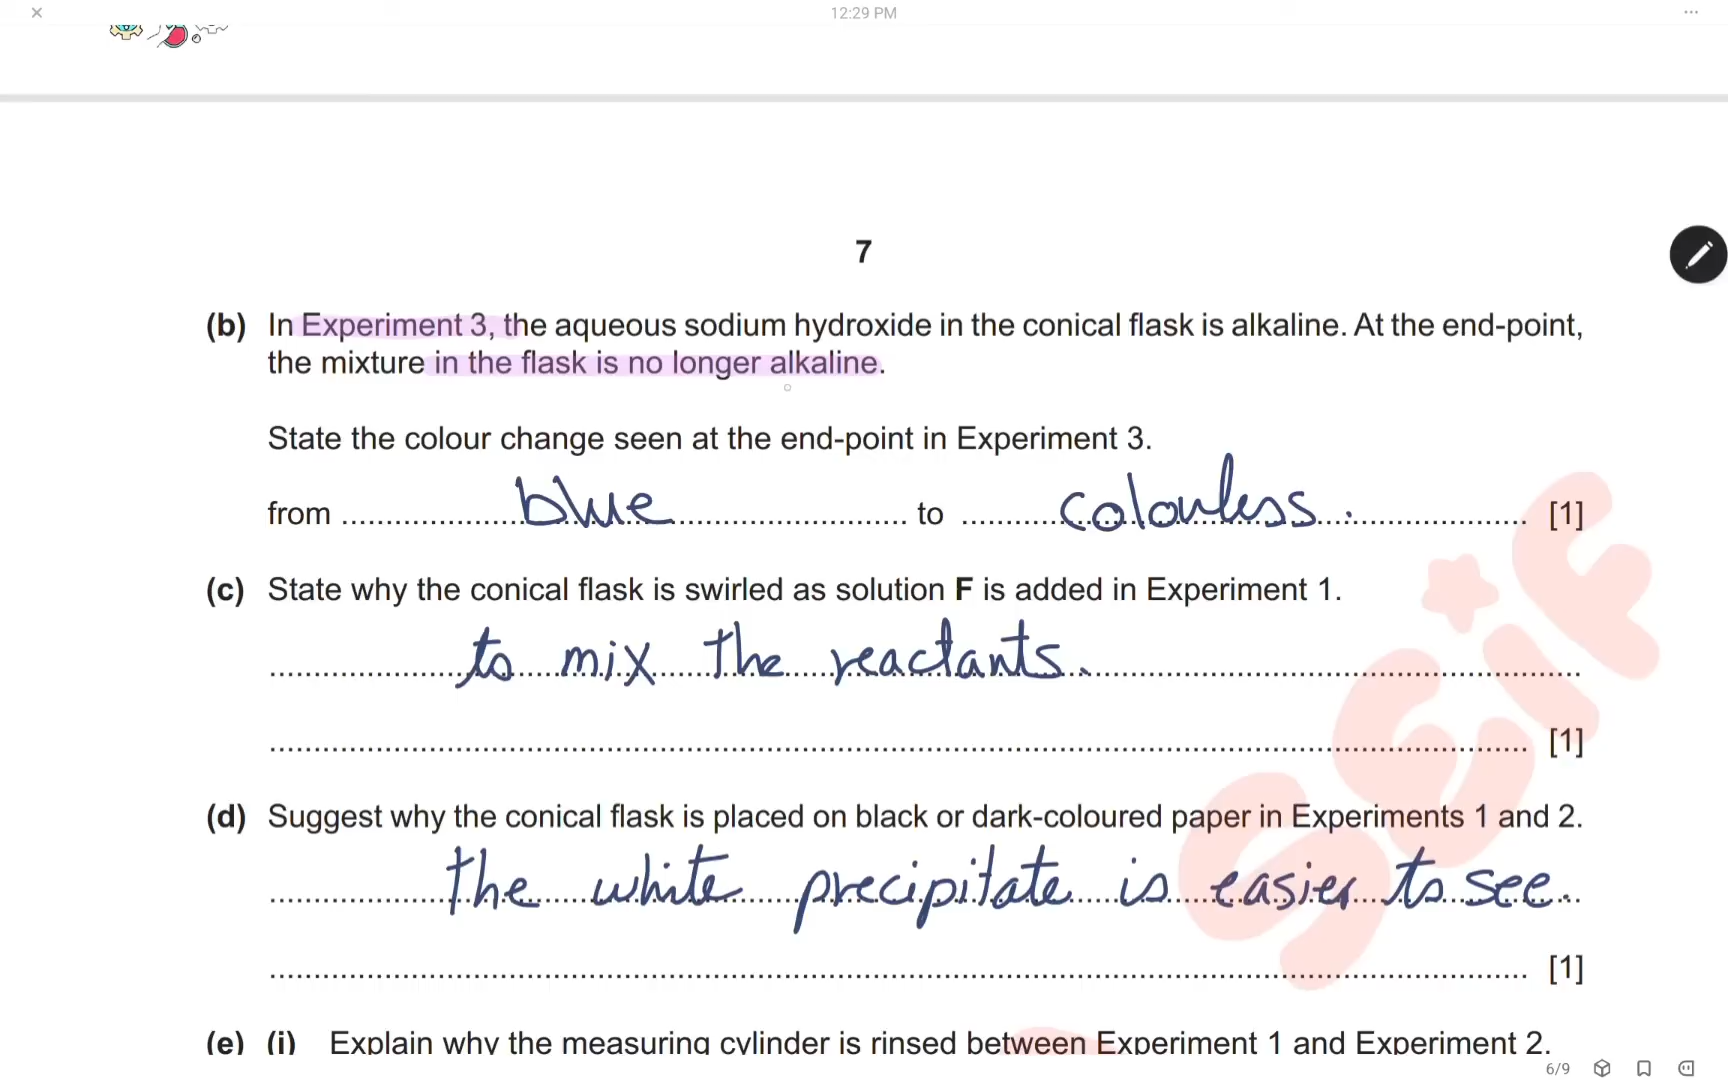 12:29 PM
7
(b) In Experiment 3, the aqueous sodium hydroxide in the conical flask is alkaline. At the end-point,
the mixture in the flask is no longer alkaline.
State the colour change seen at the end-point in Experiment 3.
from blue to colourless. [1]
(c) State why the conical flask is swirled as solution F is added in Experiment 1.
to mix the reactants.
[1]
(d) Suggest why the conical flask is placed on black or dark-coloured paper in Experiments 1 and 2.
the white precipitate is easier to see.
[1]
(e) (i) Explain why the measuring cylinder is rinsed between Experiment 1 and Experiment 2.
SEIF
6/9